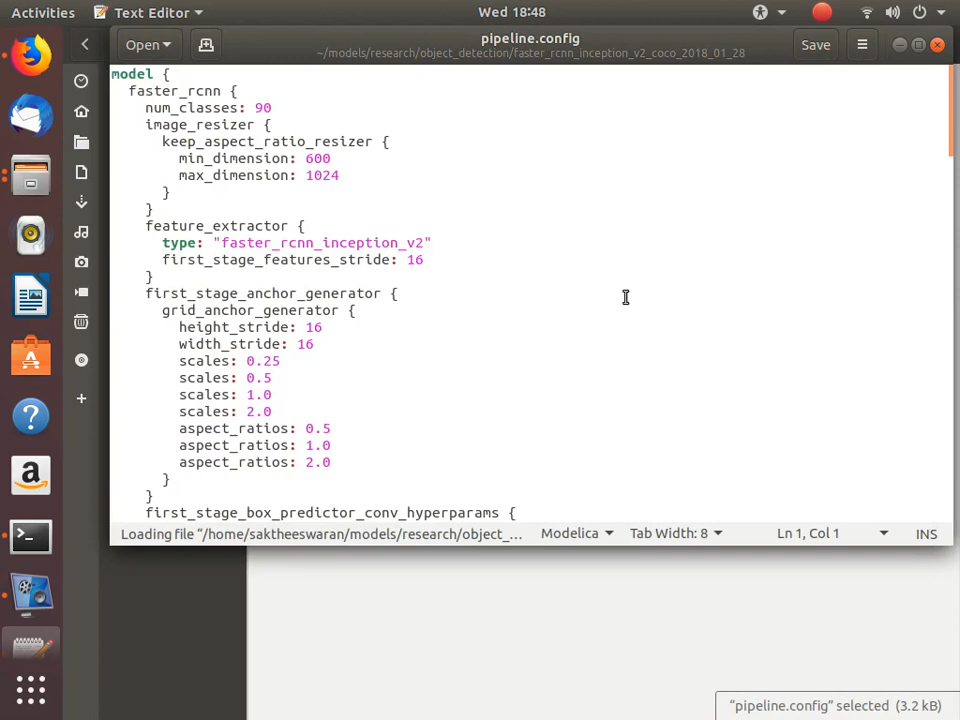 Activities
Text Editor
Wed 18:48
Open
pipeline.config
~/models/research/object_detection/faster_rcnn_inception_v2_coco_2018_01_28
Save
model {
faster_rcnn {
num_classes: 90
image_resizer {
keep_aspect_ratio_resizer {
min_dimension: 600
max_dimension: 1024
}
}
feature_extractor {
type: "faster_rcnn_inception_v2"
first_stage_features_stride: 16
}
first_stage_anchor_generator {
grid_anchor_generator {
height_stride: 16
width_stride: 16
scales: 0.25
scales: 0.5
scales: 1.0
scales: 2.0
aspect_ratios: 0.5
aspect_ratios: 1.0
aspect_ratios: 2.0
}
}
first_stage_box_predictor_conv_hyperparams {
Loading file “/home/saktheeswaran/models/research/object_…
Modelica
Tab Width: 8
Ln 1, Col 1
INS
“pipeline.config” selected (3.2 kB)